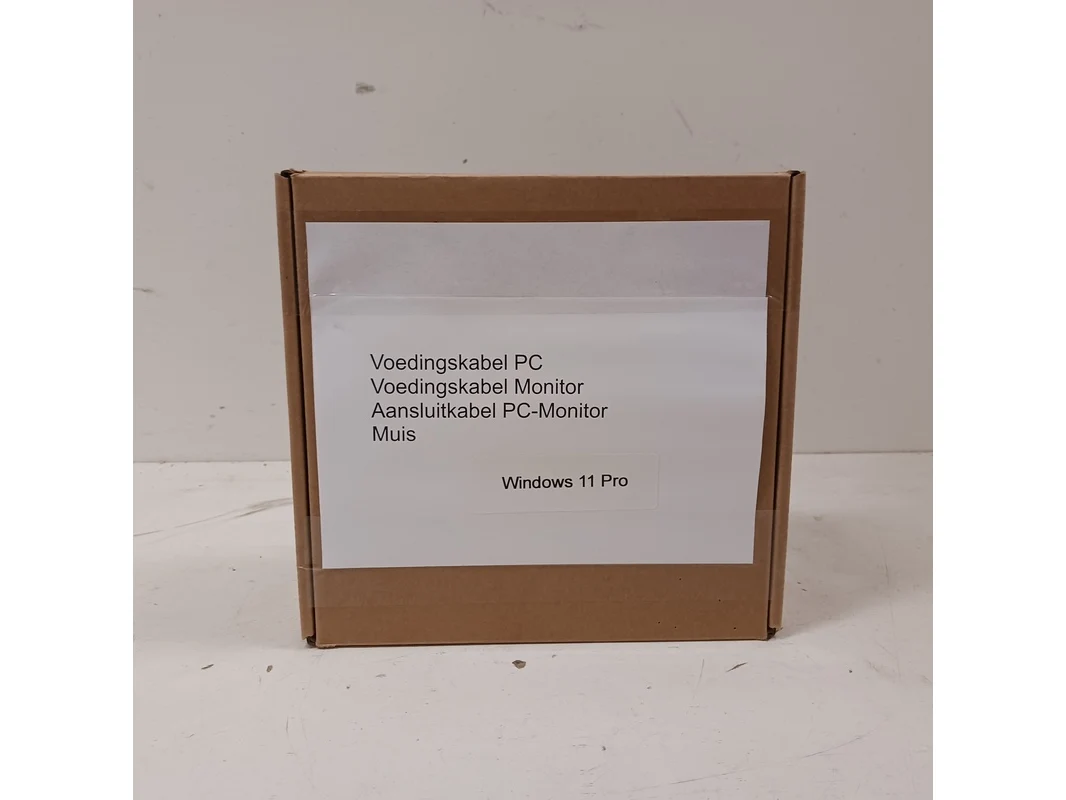 Voedingskabel PC
Voedingskabel Monitor
Aansluitkabel PC-Monitor
Muis
Windows 11 Pro